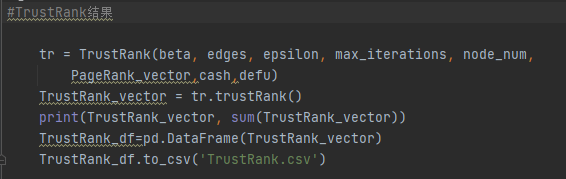 #TrustRank结果
tr = TrustRank(beta, edges, epsilon, max_iterations, node_num,
PageRank_vector,cash,defu)
TrustRank_vector = tr.trustRank()
print(TrustRank_vector, sum(TrustRank_vector))
TrustRank_df=pd.DataFrame(TrustRank_vector)
TrustRank_df.to_csv('TrustRank.csv')